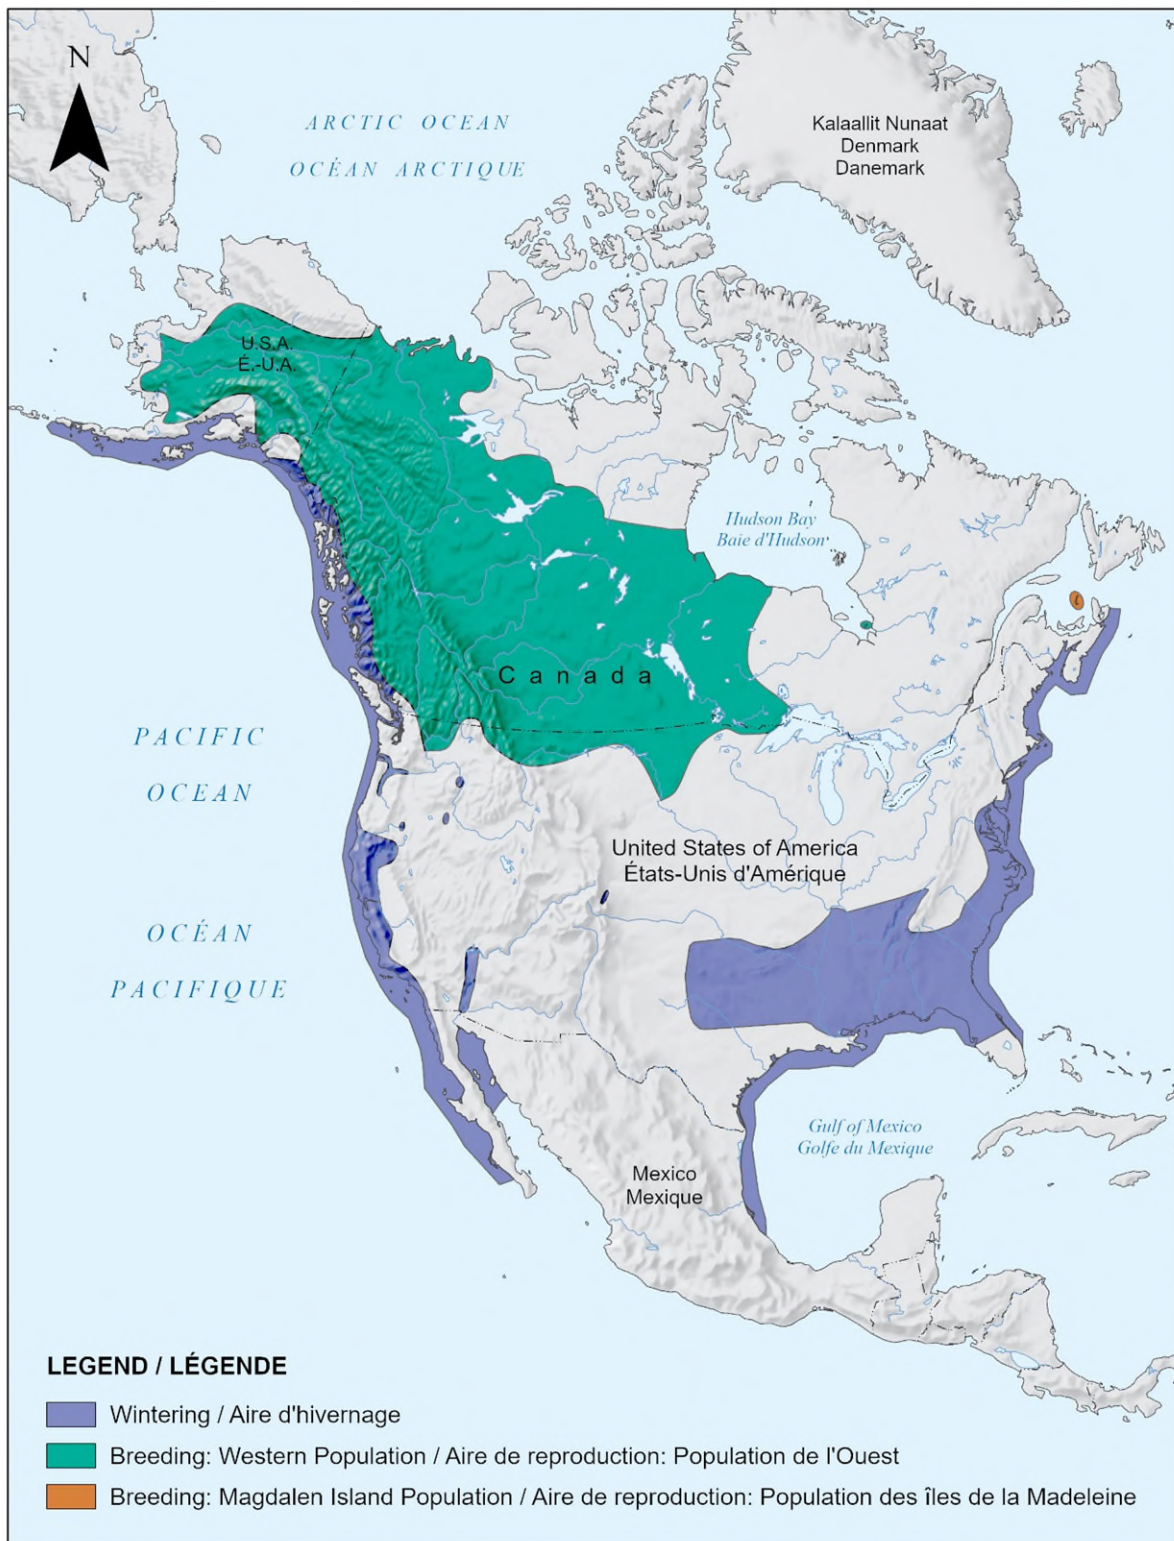 N
ARCTIC OCEAN
OCÉAN ARCTIQUE
Kalaallit Nunaat
Denmark
Danemark
U.S.A.
É.-U.A.
Hudson Bay
Baie d'Hudson
Canada
PACIFIC
OCEAN
United States of America
États-Unis d'Amérique
OCÉAN
PACIFIQUE
Gulf of Mexico
Golfe du Mexique
Mexico
Mexique
LEGEND / LÉGENDE
Wintering / Aire d'hivernage
Breeding: Western Population / Aire de reproduction: Population de l'Ouest
Breeding: Magdalen Island Population / Aire de reproduction: Population des îles de la Madeleine